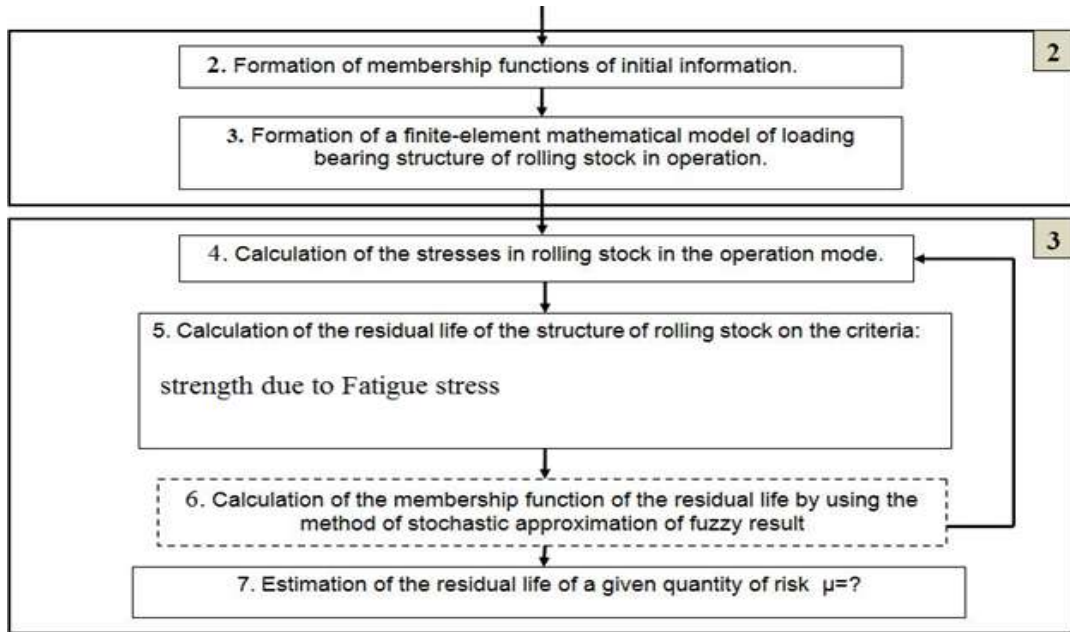 2
2. Formation of membership functions of initial information.
3. Formation of a finite-element mathematical model of loading
bearing structure of rolling stock in operation.
3
4. Calculation of the stresses in rolling stock in the operation mode.
5. Calculation of the residual life of the structure of rolling stock on the criteria:
strength due to Fatigue stress
6. Calculation of the membership function of the residual life by using the
method of stochastic approximation of fuzzy result
7. Estimation of the residual life of a given quantity of risk μ=?